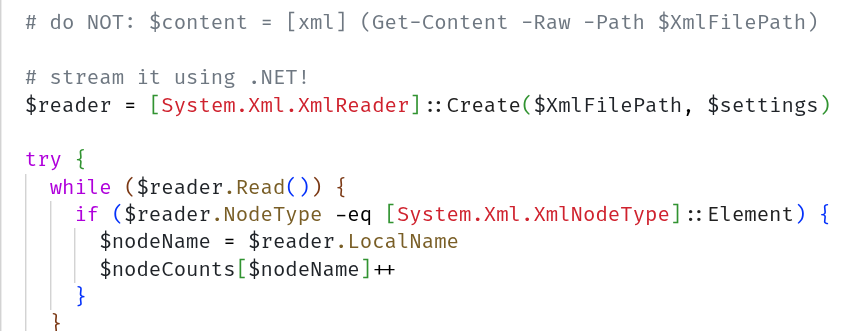 # do NOT: $content = [xml] (Get-Content -Raw -Path $XmlFilePath)
# stream it using .NET!
$reader = [System.Xml.XmlReader]::Create($XmlFilePath, $settings)
try {
while ($reader.Read()) {
if ($reader.NodeType -eq [System.Xml.XmlNodeType]::Element) {
$nodeName = $reader.LocalName
$nodeCounts[$nodeName]++
}
}